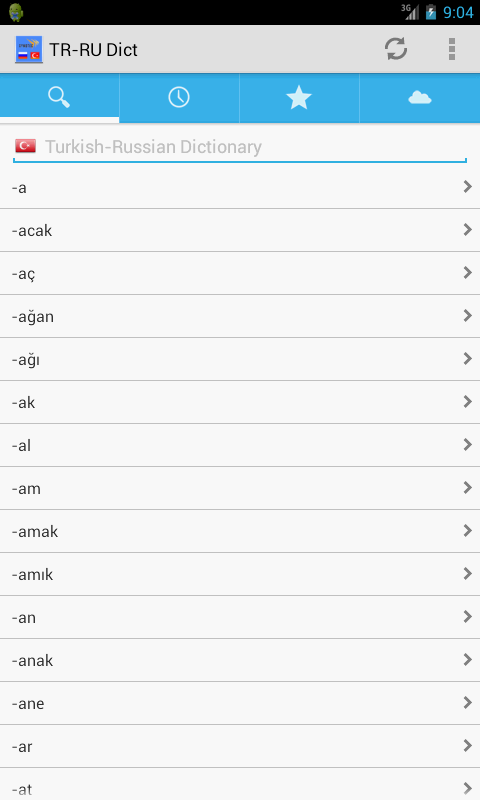 3G 9:04
TR-RU Dict
Turkish-Russian Dictionary
-a
-acak
-aç
-ağan
-ağı
-ak
-al
-am
-amak
-amık
-an
-anak
-ane
-ar
-at